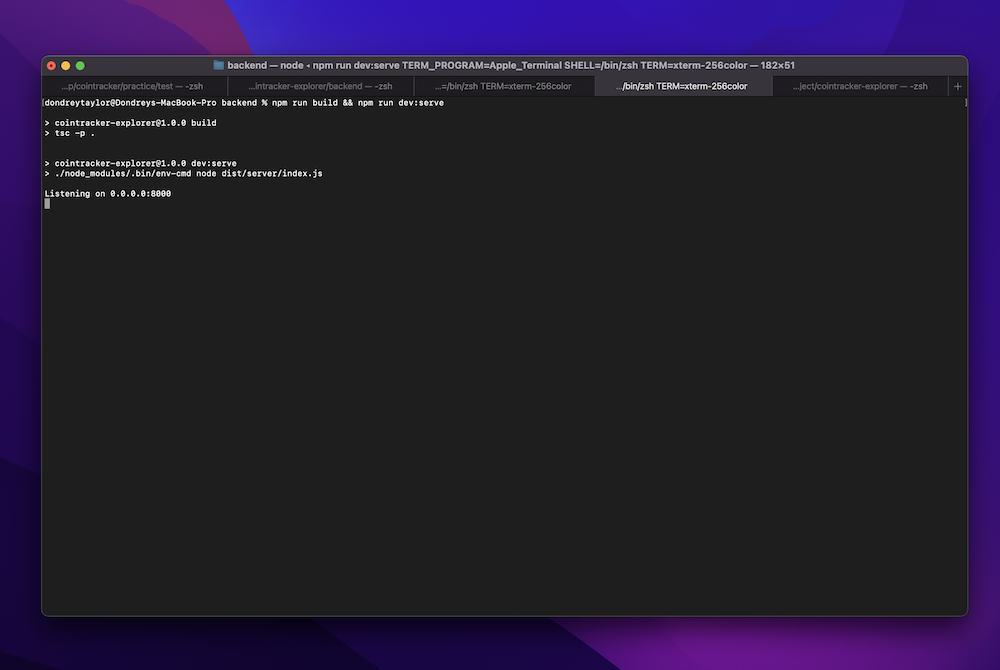 backend — node ◂ npm run dev:serve TERM_PROGRAM=Apple_Terminal SHELL=/bin/zsh TERM=xterm-256color — 182×51
...p/cointracker/practice/test — -zsh
...intracker-explorer/backend — -zsh
...=/bin/zsh TERM=xterm-256color
.../bin/zsh TERM=xterm-256color
...ject/cointracker-explorer — -zsh
+
[dondreytaylor@Dondreys-MacBook-Pro backend % npm run build && npm run dev:serve ]
> cointracker-explorer@1.0.0 build
> tsc -p .
> cointracker-explorer@1.0.0 dev:serve
> ./node_modules/.bin/env-cmd node dist/server/index.js
Listening on 0.0.0.0:8000